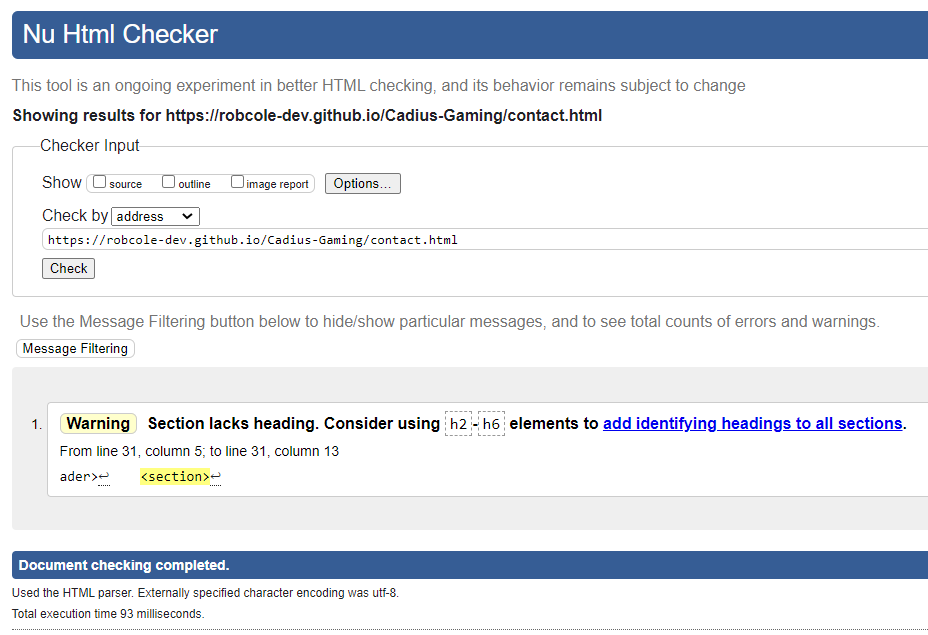 Nu Html Checker
This tool is an ongoing experiment in better HTML checking, and its behavior remains subject to change
Showing results for https://robcole-dev.github.io/Cadius-Gaming/contact.html
Checker Input
Show source outline image report Options...
Check by address
https://robcole-dev.github.io/Cadius-Gaming/contact.html
Check
Use the Message Filtering button below to hide/show particular messages, and to see total counts of errors and warnings.
Message Filtering
1. Warning Section lacks heading. Consider using h2-h6 elements to add identifying headings to all sections.
From line 31, column 5; to line 31, column 13
ader>↩ <section>↩
Document checking completed.
Used the HTML parser. Externally specified character encoding was utf-8.
Total execution time 93 milliseconds.